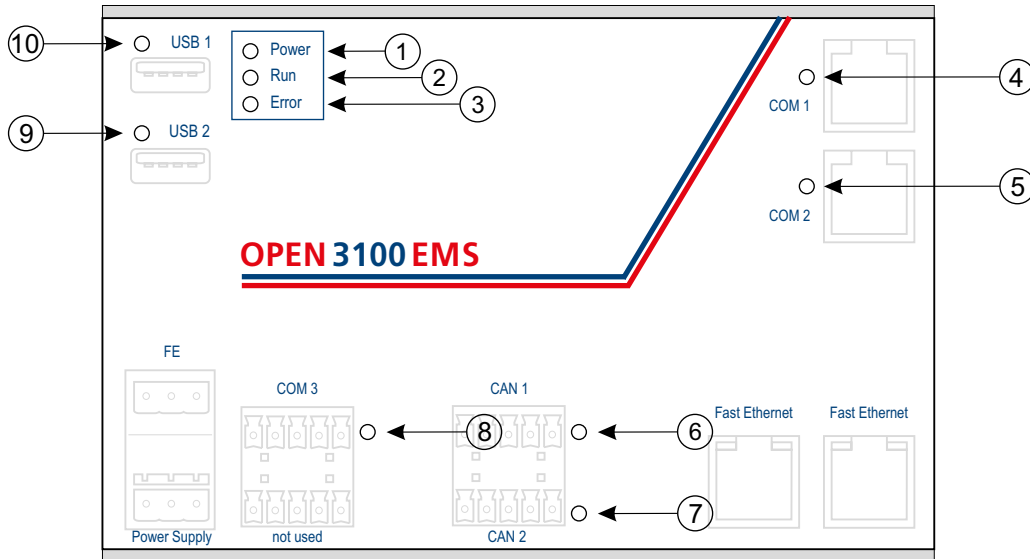 10
USB 1
Power
1
Run
2
Error
3
4
COM 1
9
USB 2
5
COM 2
OPEN 3100 EMS
FE
COM 3
CAN 1
Fast Ethernet
Fast Ethernet
8
6
7
Power Supply
not used
CAN 2